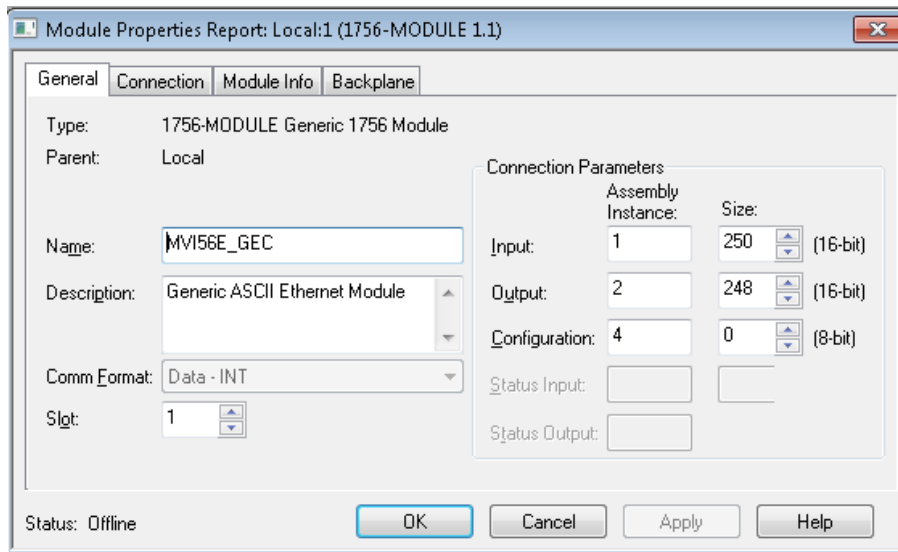 Module Properties Report: Local:1 (1756-MODULE 1.1)
General Connection Module Info Backplane
Type: 1756-MODULE Generic 1756 Module
Parent: Local
Connection Parameters
Assembly Instance: Size:
Name: MVI56E_GEC
Input: 1 250 (16-bit)
Description: Generic ASCII Ethernet Module
Output: 2 248 (16-bit)
Configuration: 4 0 (8-bit)
Comm Format: Data - INT
Status Input:
Slot: 1
Status Output:
Status: Offline
OK Cancel Apply Help